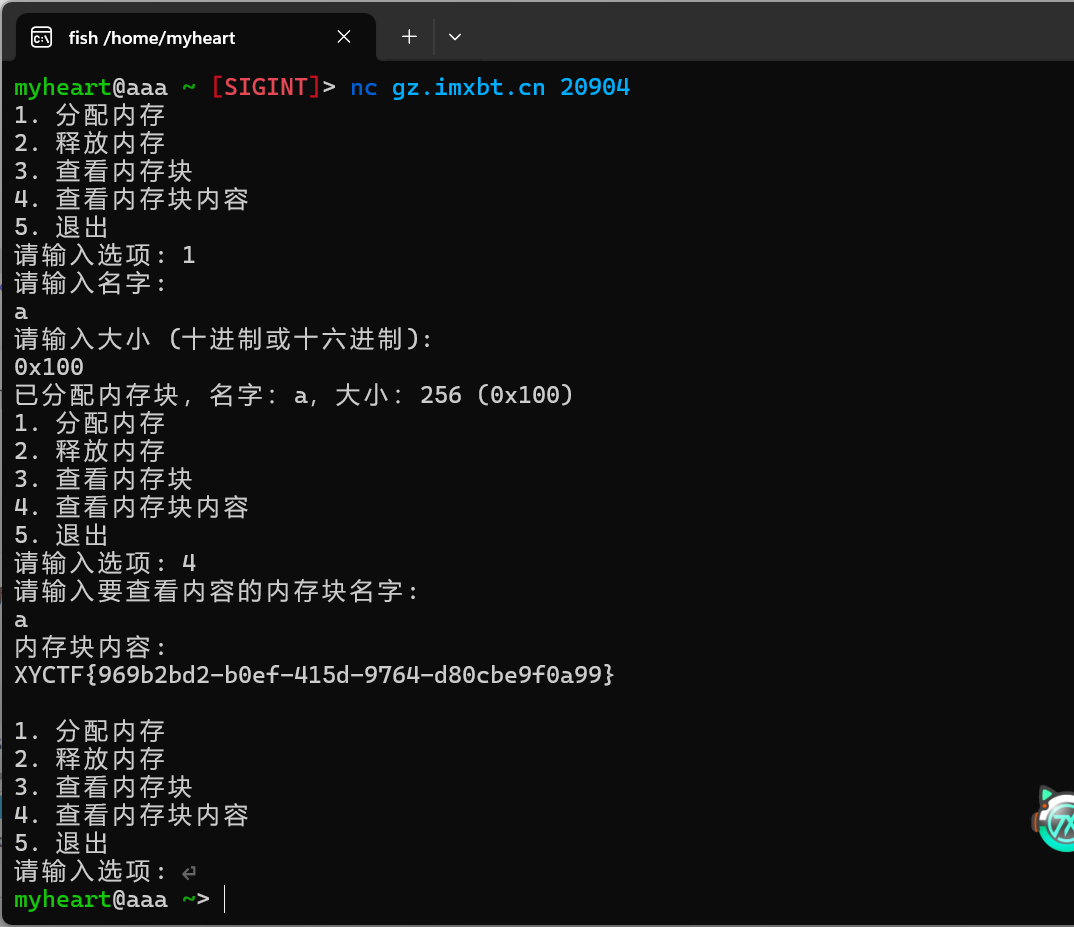 fish /home/myheart
myheart@aaa ~ [SIGINT]> nc gz.imxbt.cn 20904
1. 分配内存
2. 释放内存
3. 查看内存块
4. 查看内存块内容
5. 退出
请输入选项: 1
请输入名字:
a
请输入大小 (十进制或十六进制):
0x100
已分配内存块, 名字: a, 大小: 256 (0x100)
1. 分配内存
2. 释放内存
3. 查看内存块
4. 查看内存块内容
5. 退出
请输入选项: 4
请输入要查看内容的内存块名字:
a
内存块内容:
XYCTF{969b2bd2-b0ef-415d-9764-d80cbe9f0a99}
1. 分配内存
2. 释放内存
3. 查看内存块
4. 查看内存块内容
5. 退出
请输入选项: ⏎
myheart@aaa ~>